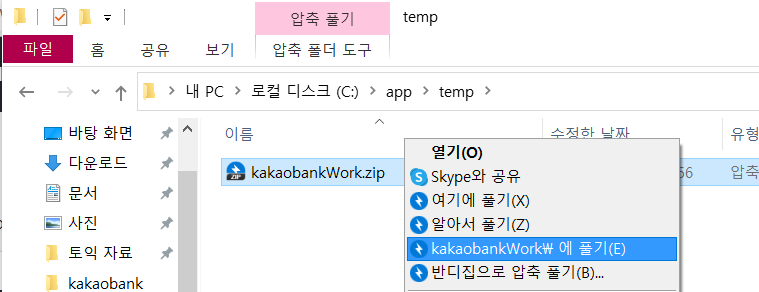 압축 풀기
temp
파일
홈
공유
보기
압축 폴더 도구
내 PC > 로컬 디스크 (C:) > app > temp >
바탕 화면
다운로드
문서
사진
토익 자료
kakaobank
이름
수정한 날짜
유형
ZIP
kakaobankWork.zip
66
압축
열기(O)
Skype와 공유
여기에 풀기(X)
알아서 풀기(Z)
kakaobankWork₩ 에 풀기(E)
반디집으로 압축 풀기(B)...